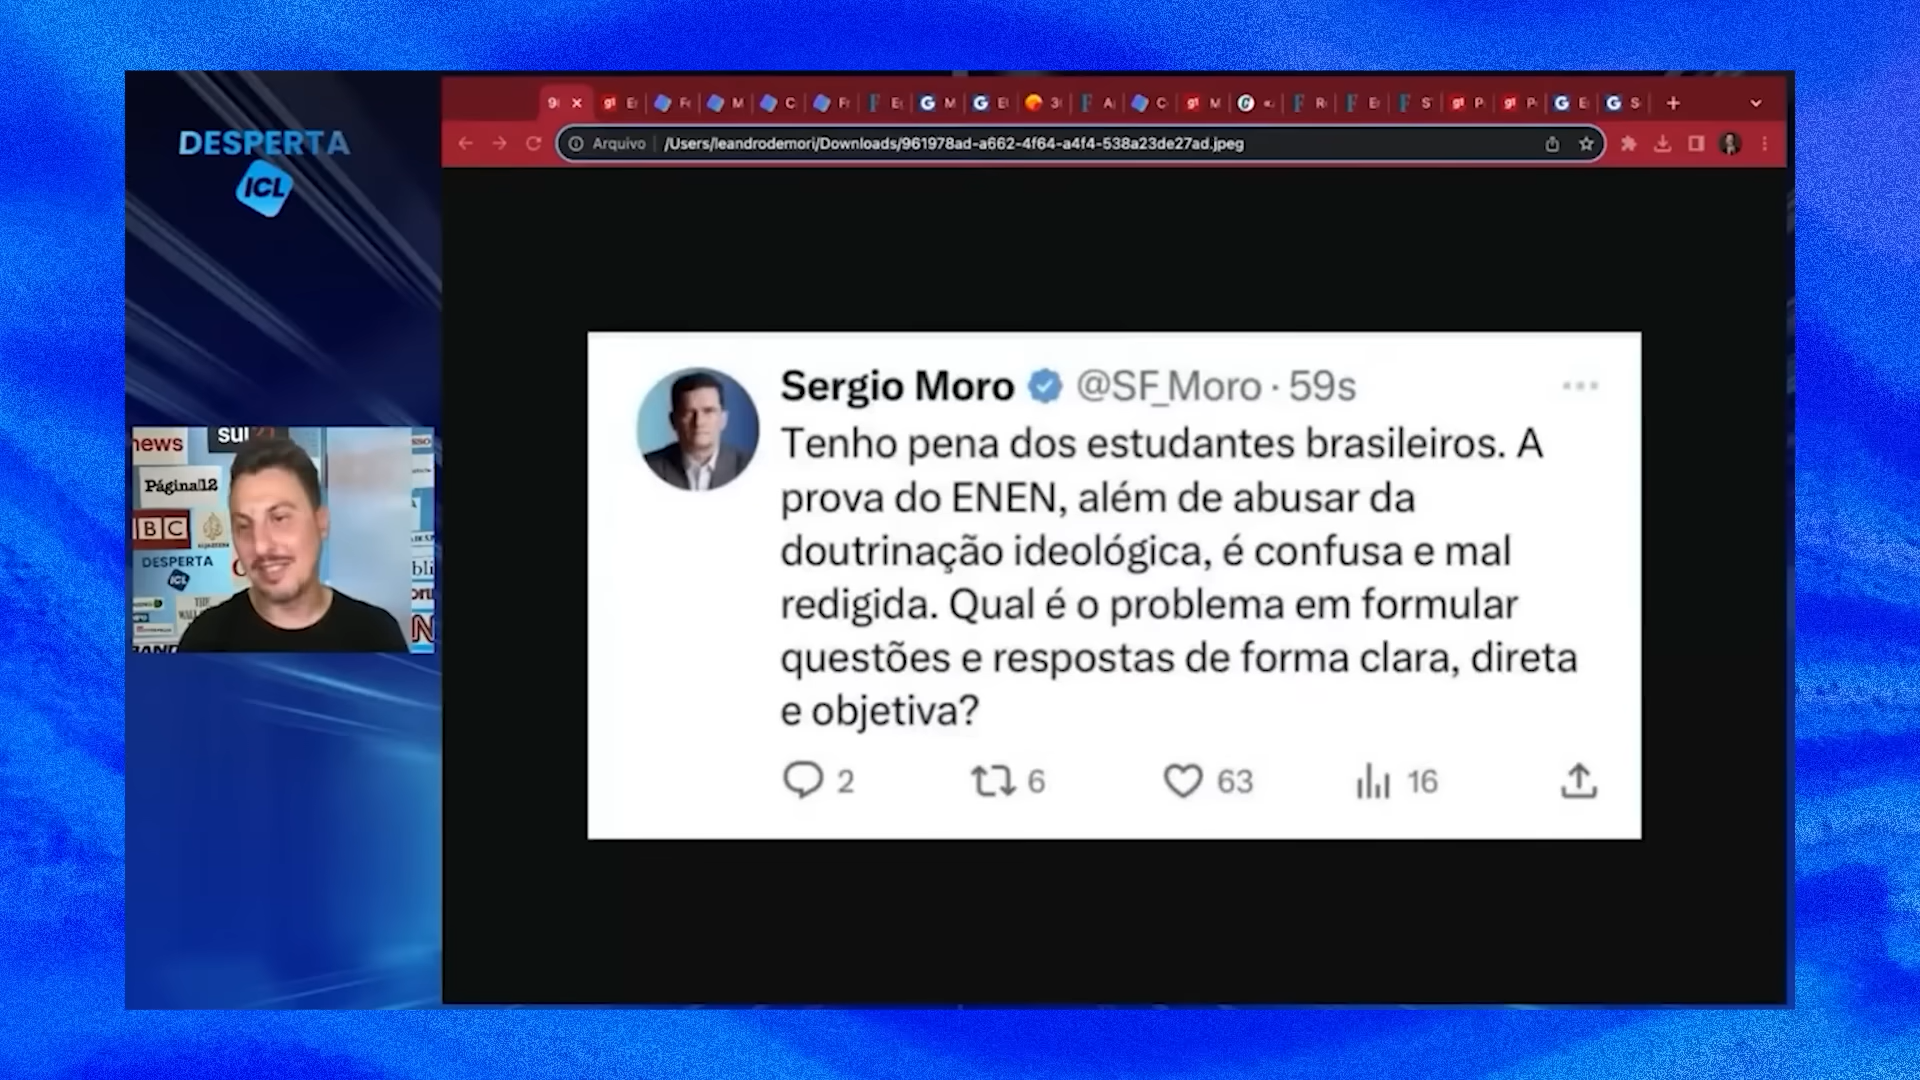 DESPERTA
ICL
Arquivo
/Users/leandrodemori/Downloads/961978ad-a662-4f64-a4f4-538a23de27ad.jpeg
news
Página12
BBC
DESPERTA
ICL
Sergio Moro @SF_Moro · 59s
Tenho pena dos estudantes brasileiros. A
prova do ENEN, além de abusar da
doutrinação ideológica, é confusa e mal
redigida. Qual é o problema em formular
questões e respostas de forma clara, direta
e objetiva?
2 6 63 16